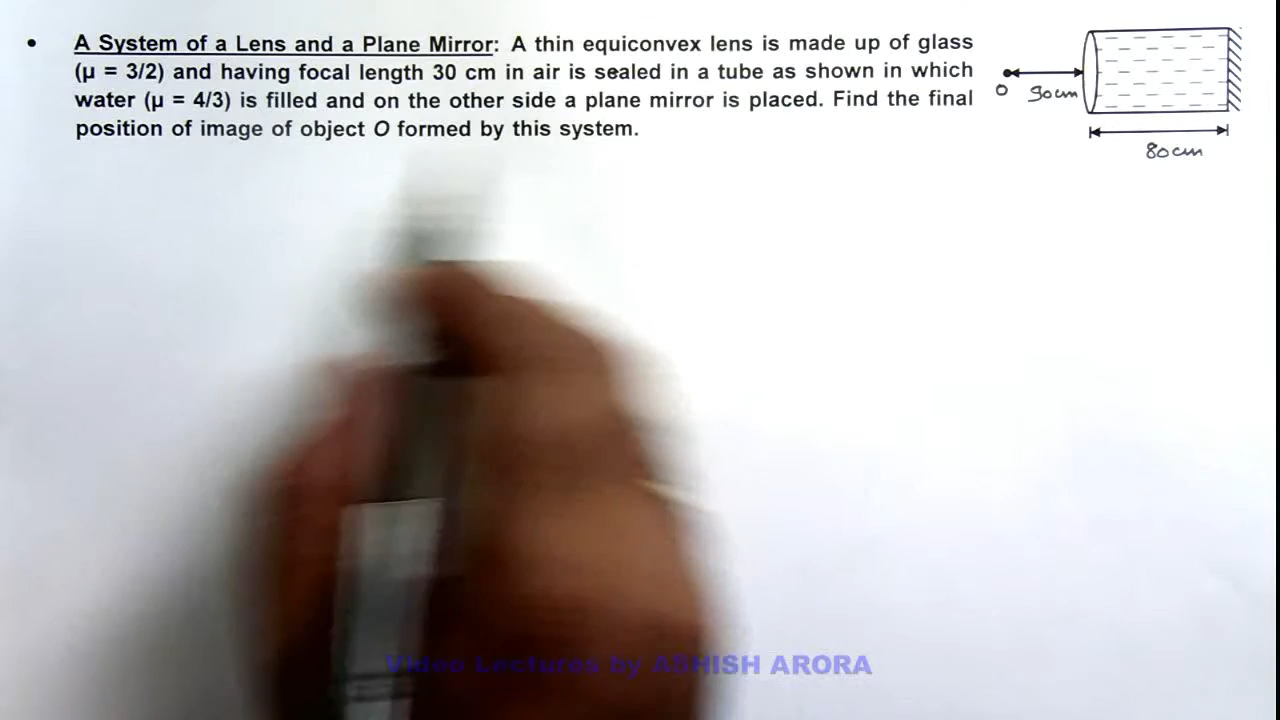 • A System of a Lens and a Plane Mirror: A thin equiconvex lens is made up of glass
(μ = 3/2) and having focal length 30 cm in air is sealed in a tube as shown in which
water (μ = 4/3) is filled and on the other side a plane mirror is placed. Find the final
position of image of object O formed by this system.
O 90cm
80cm
Video Lectures by ASHISH ARORA